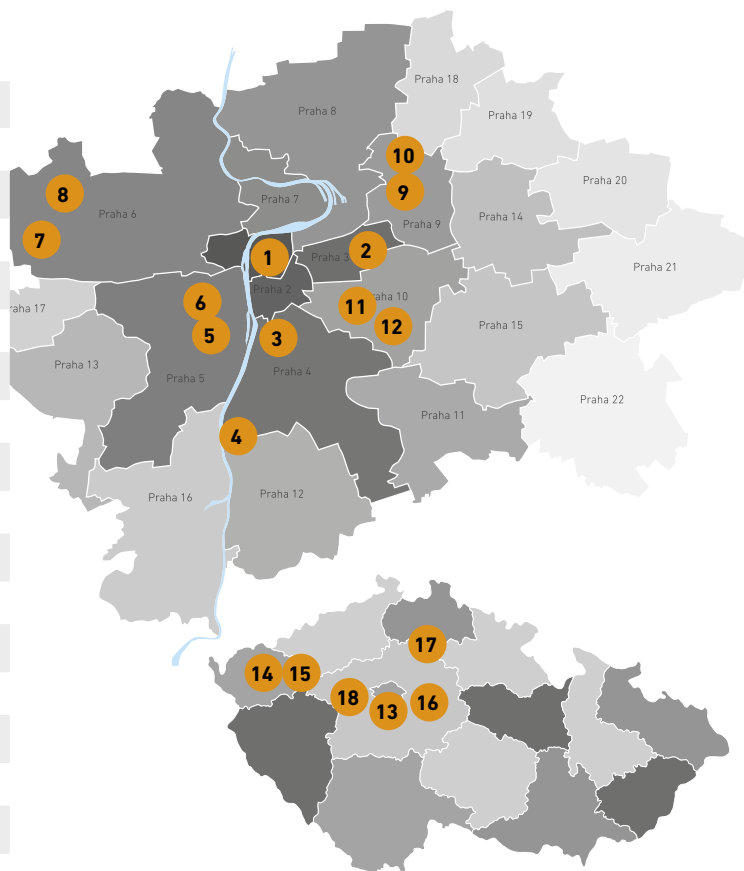 Praha 18
Praha 8
Praha 19
10
Praha 20
8
9
Praha 7
Praha 6
Praha 14
Praha 9
7
2
1
Praha 3
Praha 21
Praha 2
6
11
raha 10
raha 17
12
Praha 15
5
3
Praha 13
Praha 4
Praha 5
Praha 22
Praha 11
4
Praha 16
Praha 12
17
14
15
18
16
13